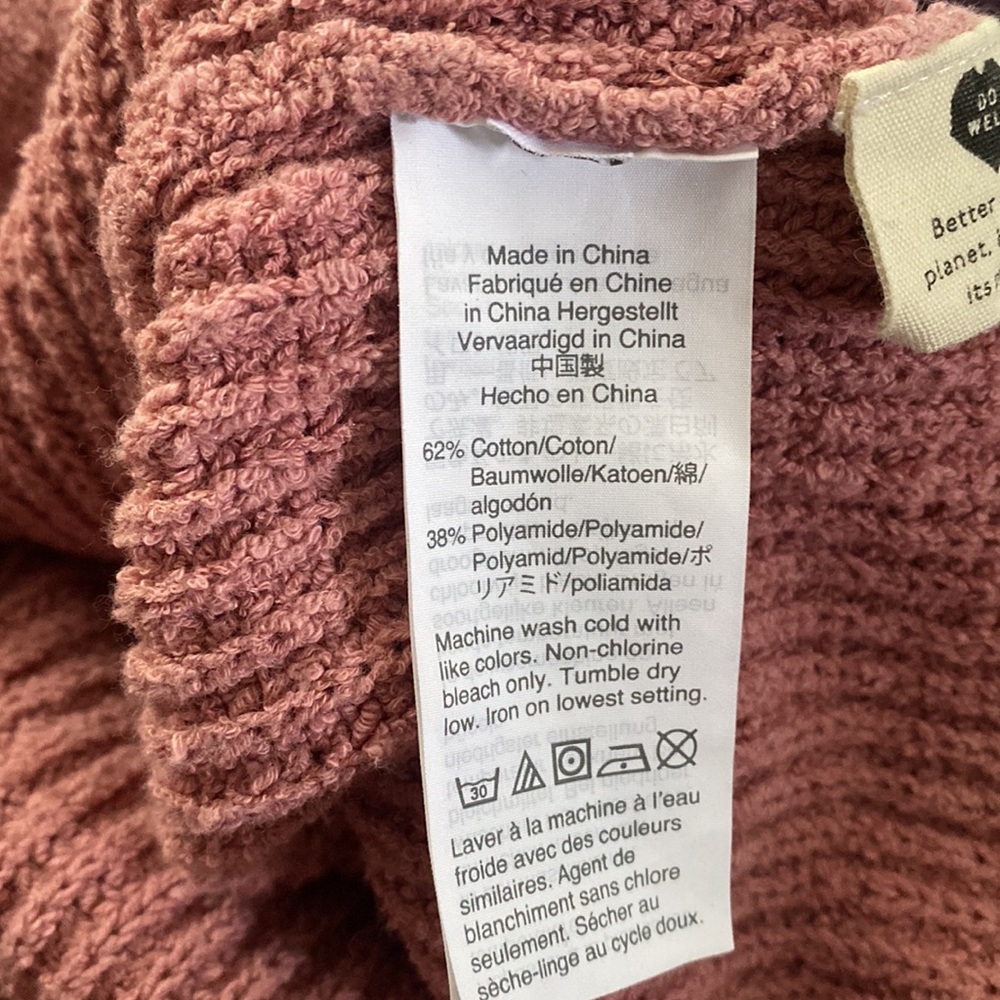 Made in China
Fabriqué en Chine
in China Hergestellt
Vervaardigd in China
中国製
Hecho en China
62% Cotton/Coton/
Baumwolle/Katoen/綿/
algodón
38% Polyamide/Polyamide/
Polyamid/Polyamide/ポ
リアミド/poliamida
Machine wash cold with
like colors. Non-chlorine
bleach only. Tumble dry
low. Iron on lowest setting.
30
Laver à la machine à l'eau
froide avec des couleurs
similaires. Agent de
blanchiment sans chlore
seulement. Sécher au
sèche-linge au cycle doux.
DO
WEL
Better
planet,
its